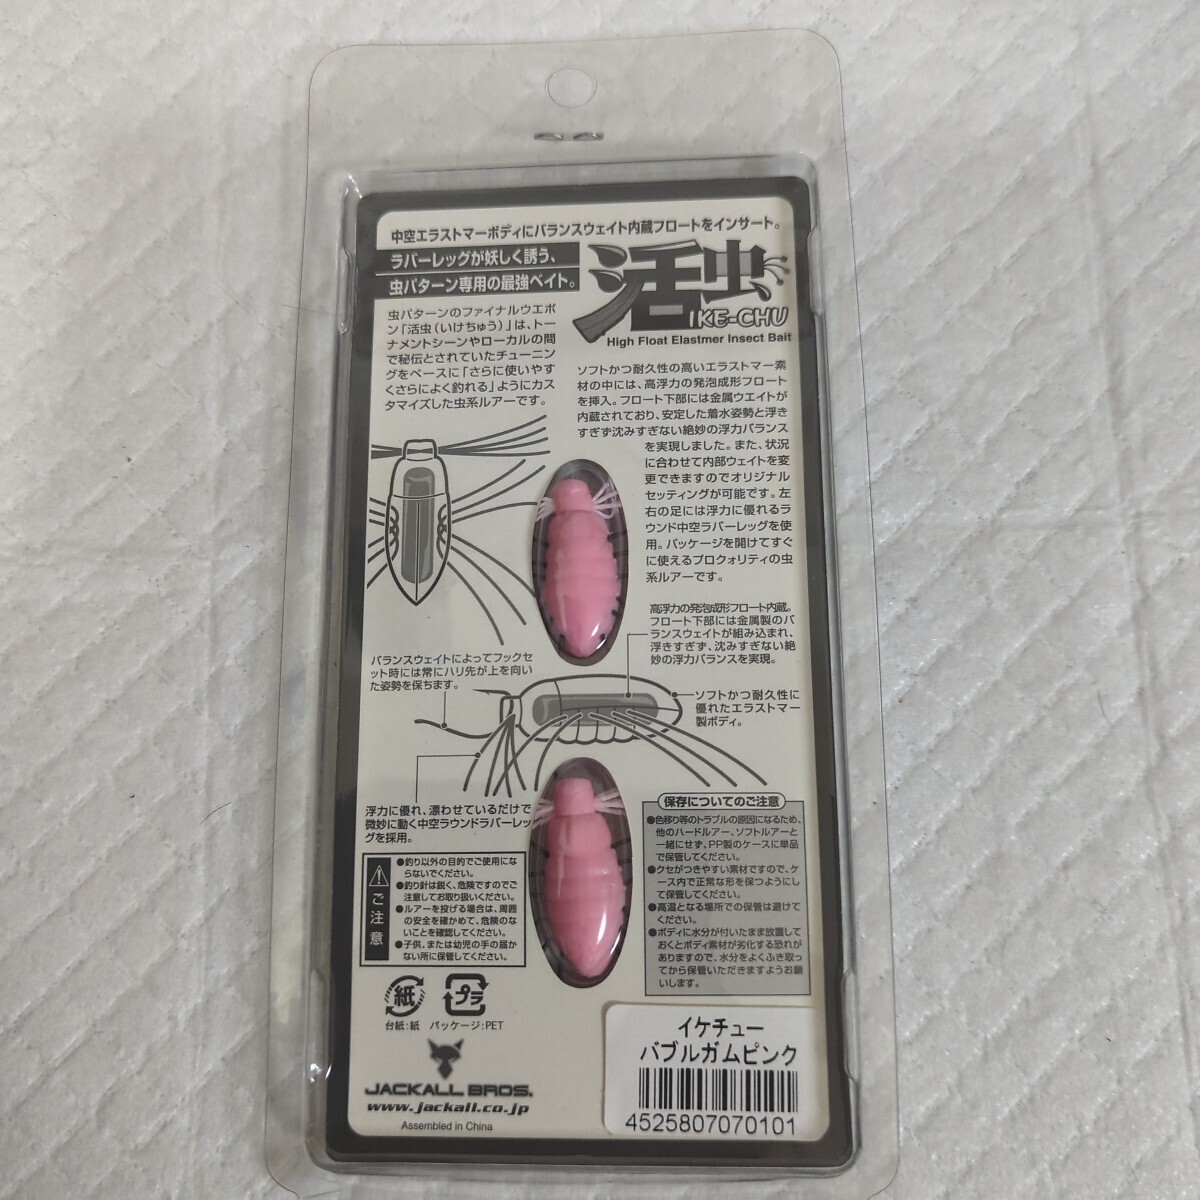 中空エラストマーボディにバランスウェイト内蔵フロートをインサート。
ラバーレッグが妖しく誘う、
虫パターン専用の最強ベイト。
活虫
IKE-CHU
High Float Elastmer Insect Bait
虫パターンのファイナルウエポ
ン「活虫(いけちゅう)」は、トー
ナメントシーンやローカルの間
で秘伝とされていたチューニン
グをベースに「さらに使いやす
くさらによく釣れる」ようにカス
タマイズした虫系ルアーです。
ソフトかつ耐久性の高いエラストマー素
材の中には、高浮力の発泡成形フロート
を挿入。フロート下部には金属ウエイトが
内蔵されており、安定した着水姿勢と浮き
すぎず沈みすぎない絶妙の浮力バランス
を実現しました。また、状況
に合わせて内部ウェイトを変
更できますのでオリジナル
セッティングが可能です。左
右の足には浮力に優れるラ
ウンド中空ラバーレッグを使
用。パッケージを開けてすぐ
に使えるプロクォリティの虫
系ルアーです。
高浮力の発泡成形フロート内蔵。
フロート下部には金属製のバ
ランスウェイトが組み込まれ、
浮きすぎず、沈みすぎない絶
妙の浮力バランスを実現。
バランスウェイトによってフックセ
ット時には常にハリ先が上を向い
た姿勢を保ちます。
ソフトかつ耐久性に
優れたエラストマー
製ボディ。
浮力に優れ、漂わせているだけで
微妙に動く中空ラウンドラバーレッ
グを採用。
ご注意
●釣り以外の目的でご使用にな
らないでください。
●釣り針は鋭く、危険ですのでご
注意してお取り扱いください。
●ルアーを投げる場合は、周囲
の安全を確かめて、危険のな
いことを確認してください。
●子供、または幼児の手の届か
ない所に保管してください。
保存についてのご注意
●色移り等のトラブルの原因になるため、
他のハードルアー、ソフトルアーと
一緒にせず、PP製のケースに単品
で保管してください。
●クセがつきやすい素材ですので、ケ
ース内で正常な形を保つようにし
て保管してください。
●高温となる場所での保管は避けて
ください。
●ボディに水分が付いたまま放置して
おくとボディ素材が劣化する恐れが
ありますので、水分をよくふき取っ
てから保管いただきますようお願
いします。
紙
プラ
台紙:紙 パッケージ:PET
JACKALL BROS.
www.jackall.co.jp
Assembled in China
イケチュー
バブルガムピンク
4525807070101